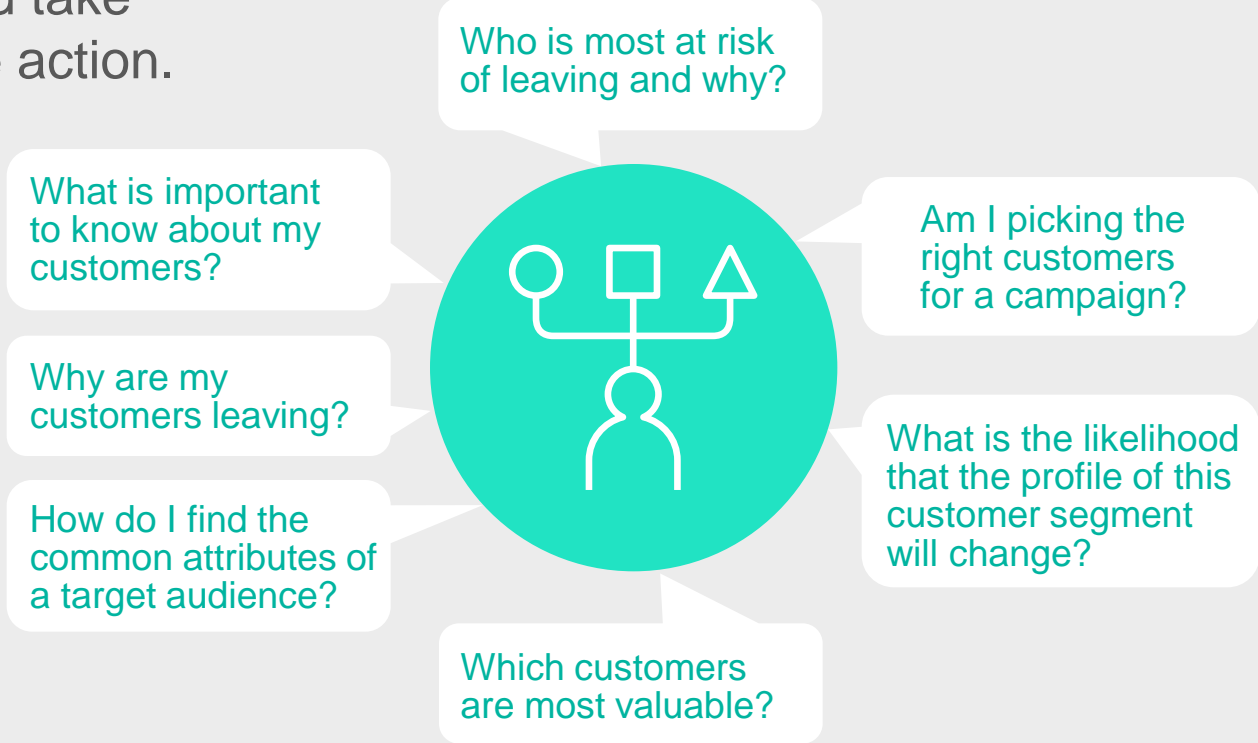 take
action.
Who is most at risk
of leaving and why?
What is important
to know about my
customers?
Am I picking the
right customers
for a campaign?
Why are my
customers leaving?
What is the likelihood
that the profile of this
customer segment
will change?
How do I find the
common attributes of
a target audience?
Which customers
are most valuable?